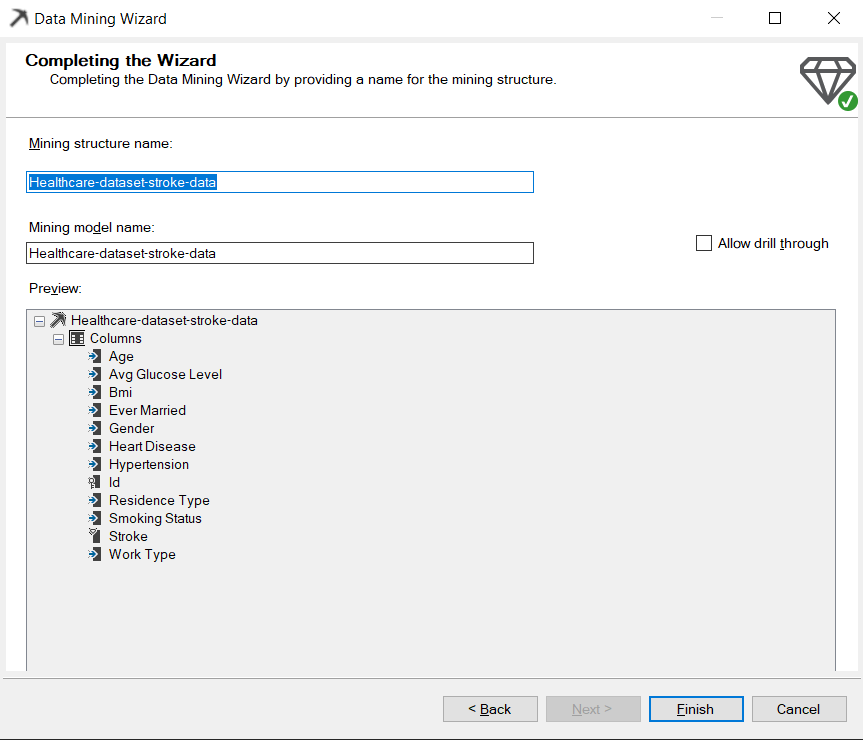 Data Mining Wizard
Completing the Wizard
Completing the Data Mining Wizard by providing a name for the mining structure.
Mining structure name:
Healthcare-dataset-stroke-data
Mining model name:
Healthcare-dataset-stroke-data
Allow drill through
Preview:
Healthcare-dataset-stroke-data
Columns
Age
Avg Glucose Level
Bmi
Ever Married
Gender
Heart Disease
Hypertension
Id
Residence Type
Smoking Status
Stroke
Work Type
< Back
Next >
Finish
Cancel